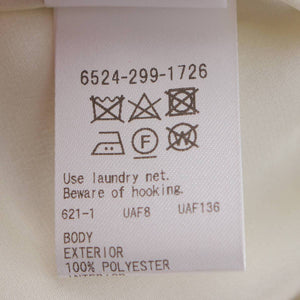 6524-299-1726
F W
Use laundry net.
Beware of hooking.
621-1 UAF8 UAF136
BODY
EXTERIOR
100% POLYESTER